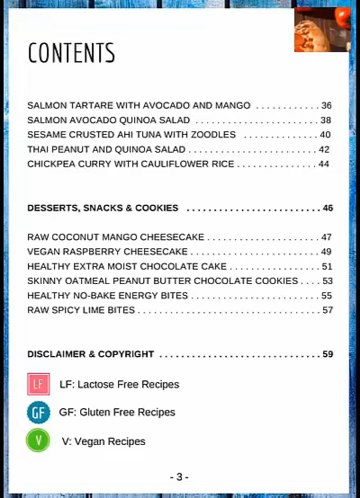 CONTENTS
SALMON TARTARE WITH AVOCADO AND MANGO ............ 36
SALMON AVOCADO QUINOA SALAD .......................... 38
SESAME CRUSTED AHI TUNA WITH ZOODLES ............... 40
THAI PEANUT AND QUINOA SALAD ........................... 42
CHICKPEA CURRY WITH CAULIFLOWER RICE ................ 44
DESSERTS, SNACKS & COOKIES ........................... 46
RAW COCONUT MANGO CHEESECAKE ....................... 47
VEGAN RASPBERRY CHEESECAKE .......................... 49
HEALTHY EXTRA MOIST CHOCOLATE CAKE .................. 51
SKINNY OATMEAL PEANUT BUTTER CHOCOLATE COOKIES .... 53
HEALTHY NO-BAKE ENERGY BITES .......................... 55
RAW SPICY LIME BITES ................................... 57
DISCLAIMER & COPYRIGHT ................................ 59
LF LF: Lactose Free Recipes
GF GF: Gluten Free Recipes
V V: Vegan Recipes
- 3 -